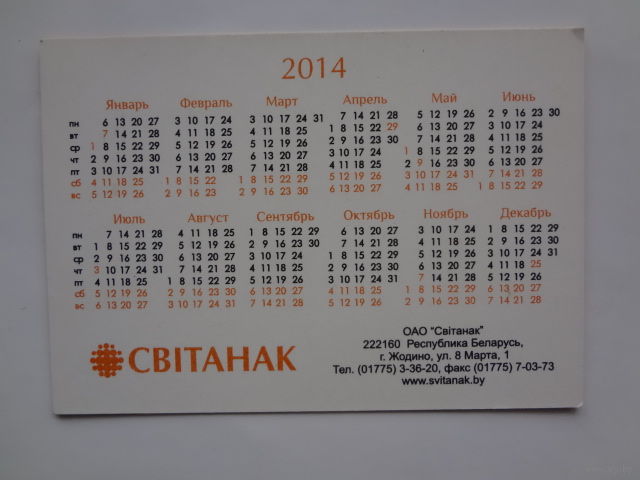 2014
Январь Февраль Март Апрель Май Июнь
пн 6 13 20 27 3 10 17 24 3 10 17 24 31 7 14 21 28 5 12 19 26 2 9 16 23 30
вт 7 14 21 28 4 11 18 25 4 11 18 25 1 8 15 22 29 6 13 20 27 3 10 17 24
ср 1 8 15 22 29 5 12 19 26 5 12 19 26 2 9 16 23 30 7 14 21 28 4 11 18 25
чт 2 9 16 23 30 6 13 20 27 6 13 20 27 3 10 17 24 1 8 15 22 29 5 12 19 26
пт 3 10 17 24 31 7 14 21 28 7 14 21 28 4 11 18 25 2 9 16 23 30 6 13 20 27
сб 4 11 18 25 1 8 15 22 1 8 15 22 29 5 12 19 26 3 10 17 24 31 7 14 21 28
вс 5 12 19 26 2 9 16 23 2 9 16 23 30 6 13 20 27 4 11 18 25 1 8 15 22 29
Июль Август Сентябрь Октябрь Ноябрь Декабрь
пн 7 14 21 28 4 11 18 25 1 8 15 22 29 6 13 20 27 3 10 17 24 1 8 15 22 29
вт 1 8 15 22 29 5 12 19 26 2 9 16 23 30 7 14 21 28 4 11 18 25 2 9 16 23 30
ср 2 9 16 23 30 6 13 20 27 3 10 17 24 1 8 15 22 29 5 12 19 26 3 10 17 24 31
чт 3 10 17 24 31 7 14 21 28 4 11 18 25 2 9 16 23 30 6 13 20 27 4 11 18 25
пт 4 11 18 25 1 8 15 22 29 5 12 19 26 3 10 17 24 31 7 14 21 28 5 12 19 26
сб 5 12 19 26 2 9 16 23 30 6 13 20 27 4 11 18 25 1 8 15 22 29 6 13 20 27
вс 6 13 20 27 3 10 17 24 31 7 14 21 28 5 12 19 26 2 9 16 23 30 7 14 21 28
СВІТАНАК
ОАО "Світанак"
222160 Республика Беларусь,
г. Жодино, ул. 8 Марта, 1
Тел. (01775) 3-36-20, факс (01775) 7-03-73
www.svitanak.by